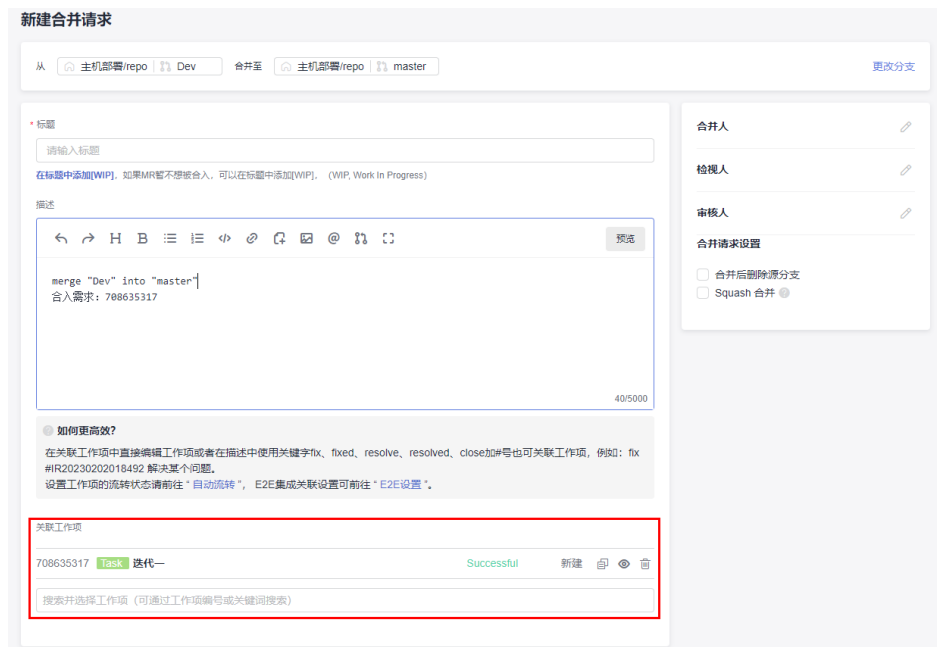 新建合并请求
从 主机部署/repo Dev 合并至 主机部署/repo master 更改分支
* 标题
请输入标题
在标题中添加[WIP]，如果MR暂不想被合入，可以在标题中添加[WIP]，（WIP, Work In Progress）
描述
预览
merge "Dev" into "master"
合入需求：708635317
40/5000
如何更高效?
在关联工作项中直接编辑工作项或者在描述中使用关键字fix、fixed、resolve、resolved、close加#号也可关联工作项，例如：fix
#IR20230202018492 解决某个问题。
设置工作项的流转状态请前往 “ 自动流转 ”， E2E集成关联设置可前往 “ E2E设置 ”。
关联工作项
708635317 Task 迭代一 Successful 新建
搜索并选择工作项（可通过工作项编号或关键词搜索）
合并人
检视人
审核人
合并请求设置
合并后删除源分支
Squash 合并